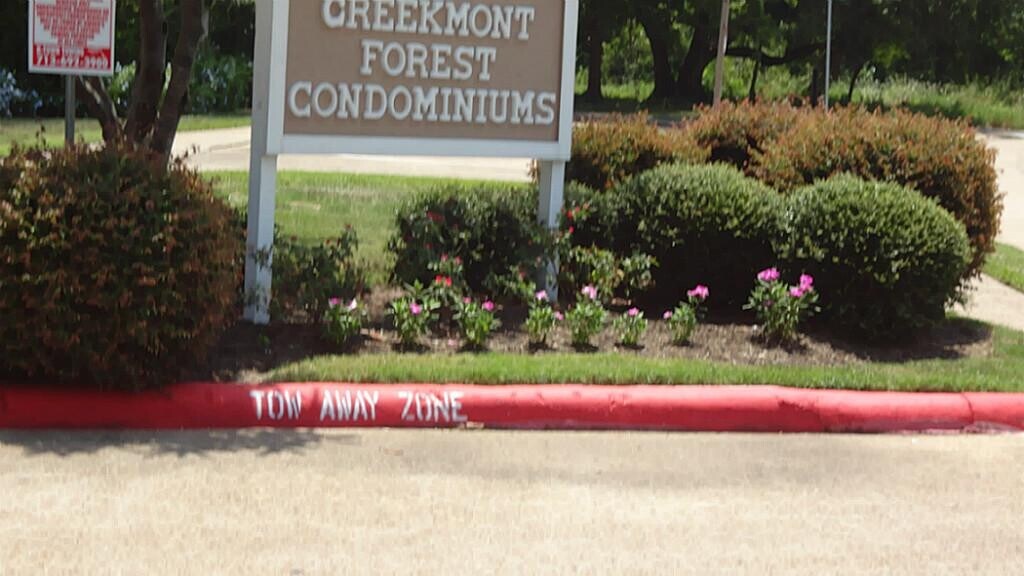 CREEKMONT
FOREST
CONDOMINIUMS
TOW AWAY ZONE